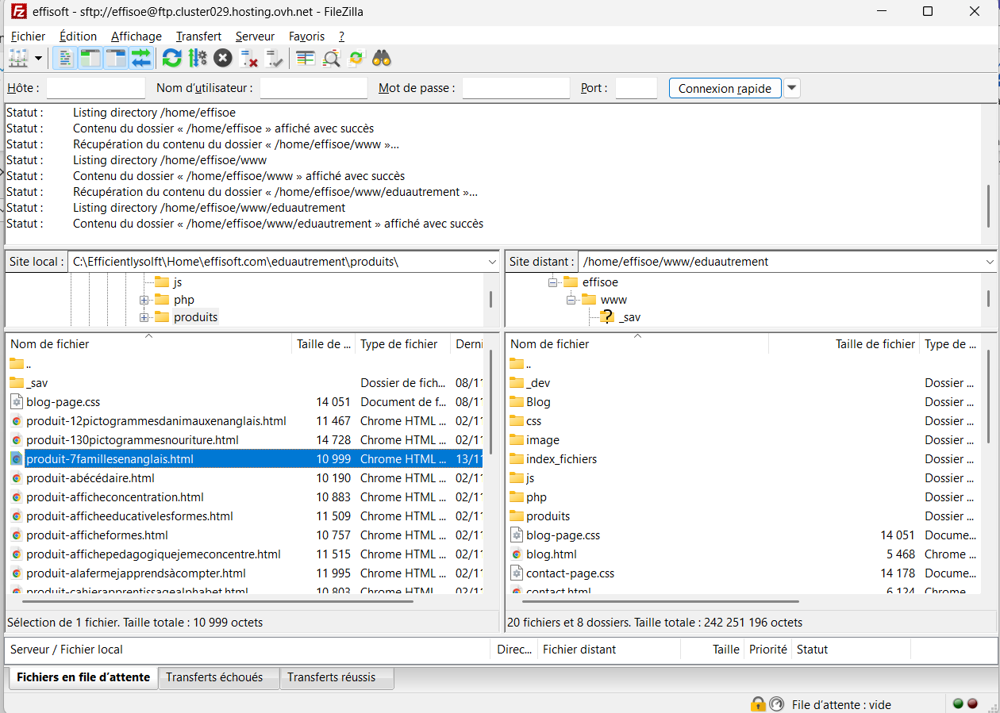 effisoft - sftp://effisoe@ftp.cluster029.hosting.ovh.net - FileZilla
Fichier Édition Affichage Transfert Serveur Favoris ?
Hôte : Nom d'utilisateur : Mot de passe : Port : Connexion rapide
Statut : Listing directory /home/effisoe
Statut : Contenu du dossier « /home/effisoe » affiché avec succès
Statut : Récupération du contenu du dossier « /home/effisoe/www »...
Statut : Listing directory /home/effisoe/www
Statut : Contenu du dossier « /home/effisoe/www » affiché avec succès
Statut : Récupération du contenu du dossier « /home/effisoe/www/eduautrement »...
Statut : Listing directory /home/effisoe/www/eduautrement
Statut : Contenu du dossier « /home/effisoe/www/eduautrement » affiché avec succès
Site local : C:\Efficientlysolft\Home\effisoft.com\eduautrement\produits\
js
php
produits
Nom de fichier Taille de ... Type de fichier Derni
..
_sav Dossier de fich... 08/11
blog-page.css 14 051 Document de f... 08/11
produit-12pictogrammesdanimauxenanglais.html 11 467 Chrome HTML ... 02/11
produit-130pictogrammesnouriture.html 14 728 Chrome HTML ... 02/11
produit-7famillesenanglais.html 10 999 Chrome HTML ... 13/11
produit-abécédaire.html 10 190 Chrome HTML ... 02/11
produit-afficheconcentration.html 10 883 Chrome HTML ... 02/11
produit-afficheeducativelesformes.html 11 509 Chrome HTML ... 02/11
produit-afficheformes.html 10 757 Chrome HTML ... 02/11
produit-affichepedagogiquejemeconcentre.html 11 515 Chrome HTML ... 02/11
produit-alafermejapprendsàcompter.html 11 995 Chrome HTML ... 02/11
produit-cahierapprentissagealphabet.html 10 803 Chrome HTML ... 02/11
Sélection de 1 fichier. Taille totale : 10 999 octets
Site distant : /home/effisoe/www/eduautrement
effisoe
www
? _sav
Nom de fichier Taille de fichier Type de ...
..
_dev Dossier ...
Blog Dossier ...
css Dossier ...
image Dossier ...
index_fichiers Dossier ...
js Dossier ...
php Dossier ...
produits Dossier ...
blog-page.css 14 051 Docume...
blog.html 5 468 Chrome ...
contact-page.css 14 178 Docume...
contact.html 6 124 Chrome ...
20 fichiers et 8 dossiers. Taille totale : 242 251 196 octets
Serveur / Fichier local Direc... Fichier distant Taille Priorité Statut
Fichiers en file d'attente Transferts échoués Transferts réussis
File d'attente : vide